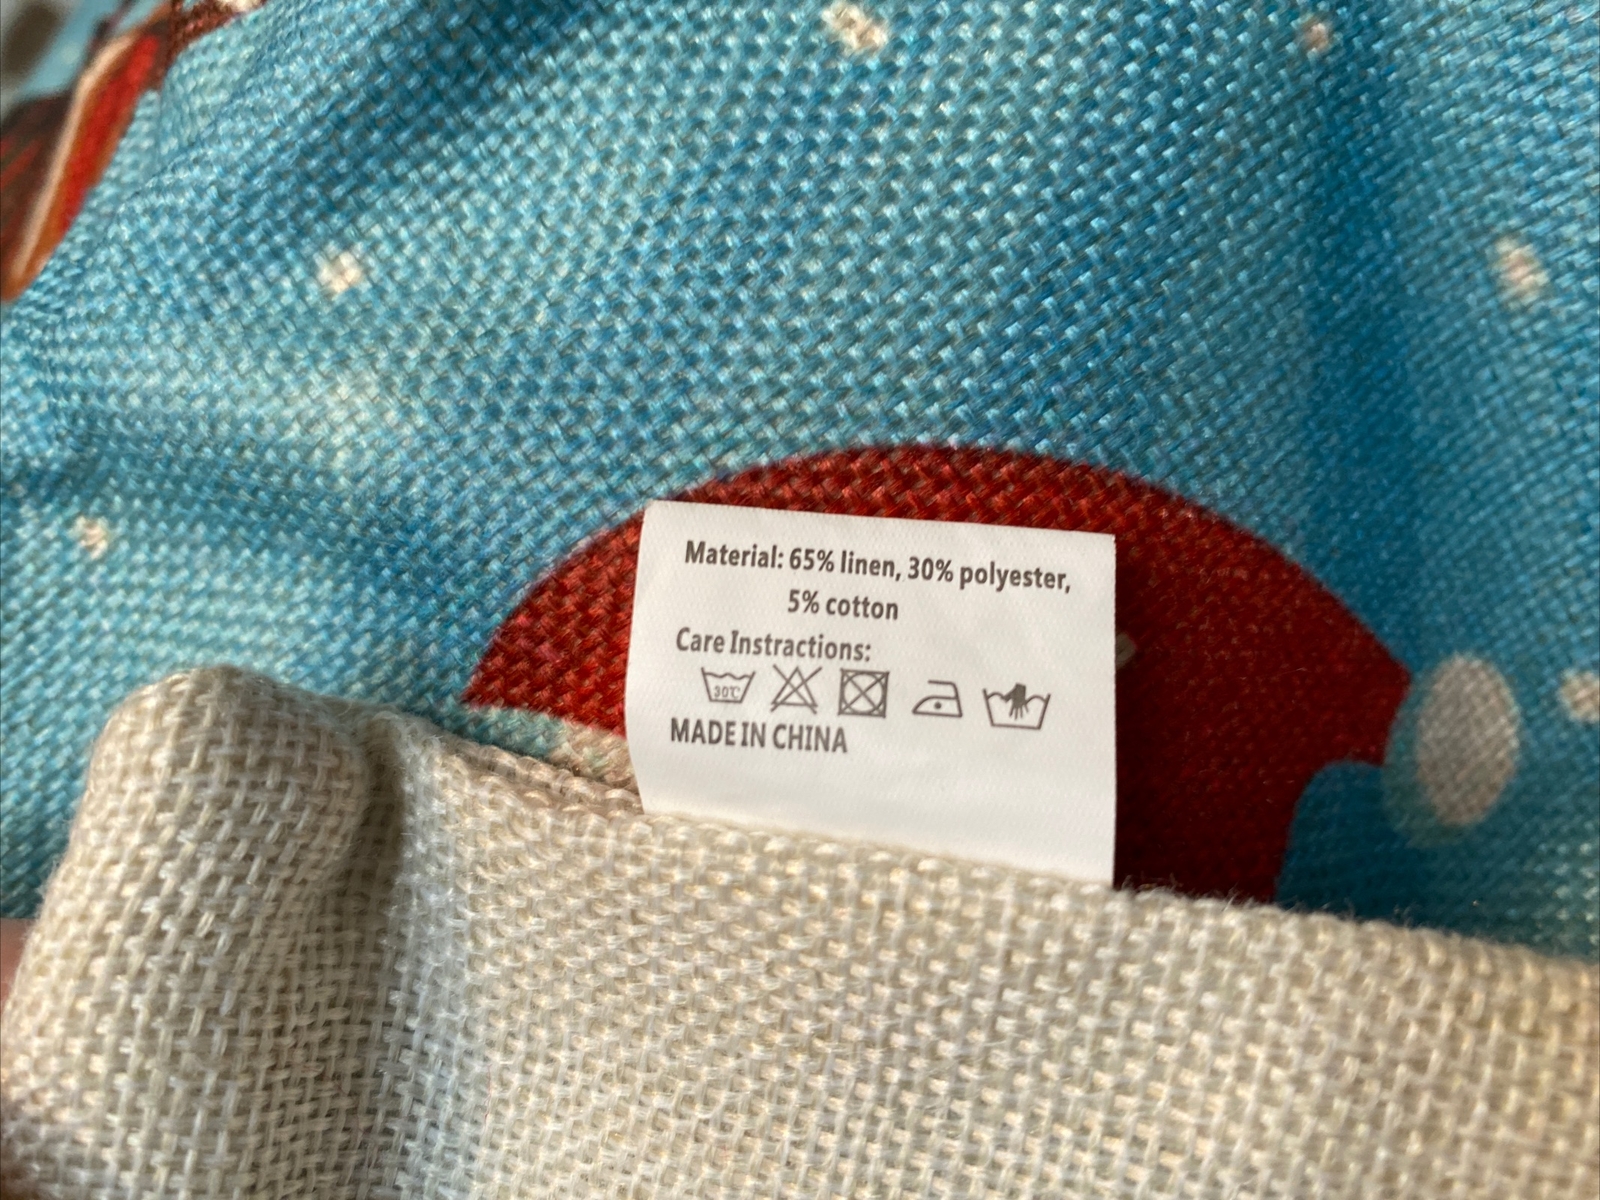 Material: 65% linen, 30% polyester,
5% cotton
Care Instractions:
30℃
MADE IN CHINA